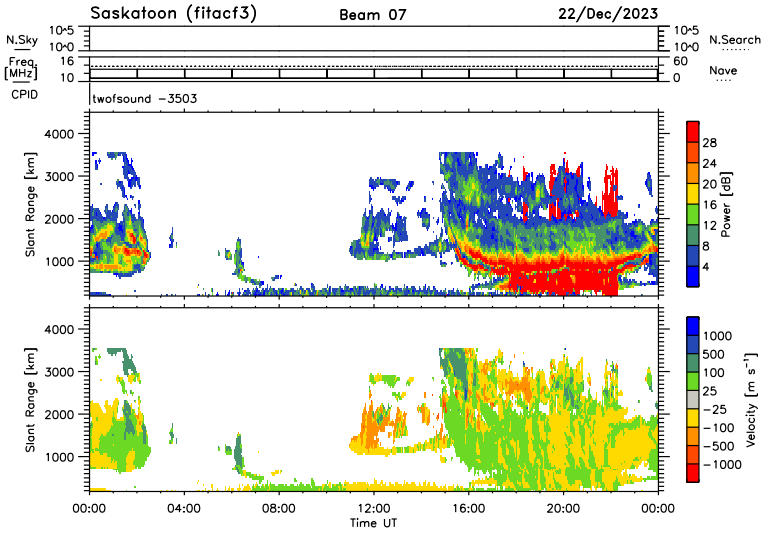 Saskatoon (fitacf3) Beam 07 22/Dec/2023
N.Sky 10^5 10^0 10^5 10^0 N.Search
Freq. [MHz] 16 10 60 0 Nave
CPID twofsound -3503
Slant Range [km] 4000 3000 2000 1000
Power [dB] 28 24 20 16 12 8 4
Slant Range [km] 4000 3000 2000 1000
Velocity [m s⁻¹] 1000 500 100 25 -25 -100 -500 -1000
00:00 04:00 08:00 12:00 16:00 20:00 00:00
Time UT